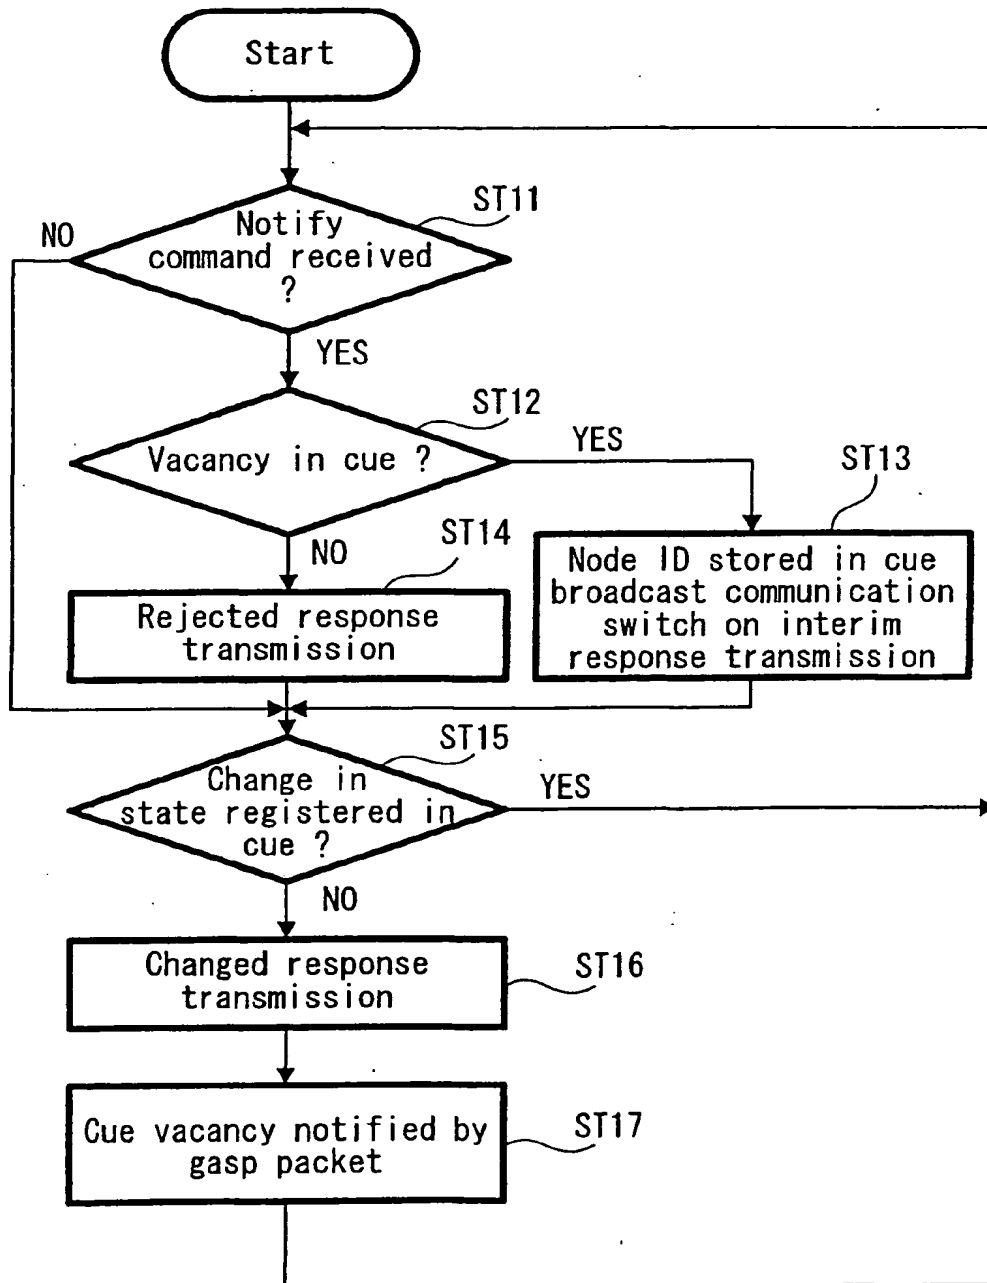 Start
ST11
NO
Notify
command received
?
YES
ST12
Vacancy in cue ?
YES
ST13
NO
ST14
Node ID stored in cue
broadcast communication
switch on interim
response transmission
Rejected response
transmission
ST15
Change in
state registered in
cue ?
YES
NO
Changed response
transmission
ST16
Cue vacancy notified by
gasp packet
ST17